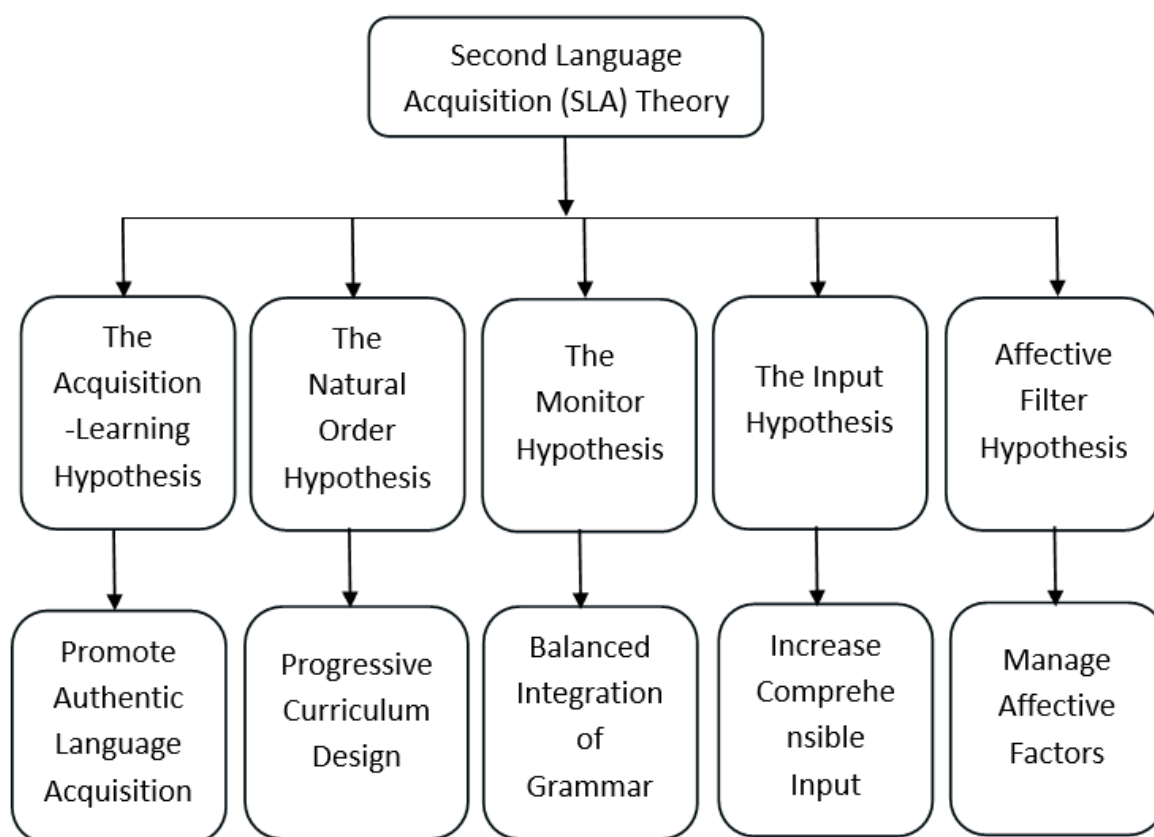 Second Language
Acquisition (SLA) Theory
The
Acquisition
-Learning
Hypothesis
The
Natural
Order
Hypothesis
The
Monitor
Hypothesis
The Input
Hypothesis
Affective
Filter
Hypothesis
Promote
Authentic
Language
Acquisition
Progressive
Curriculum
Design
Balanced
Integration
of
Grammar
Increase
Comprehe
nsible
Input
Manage
Affective
Factors